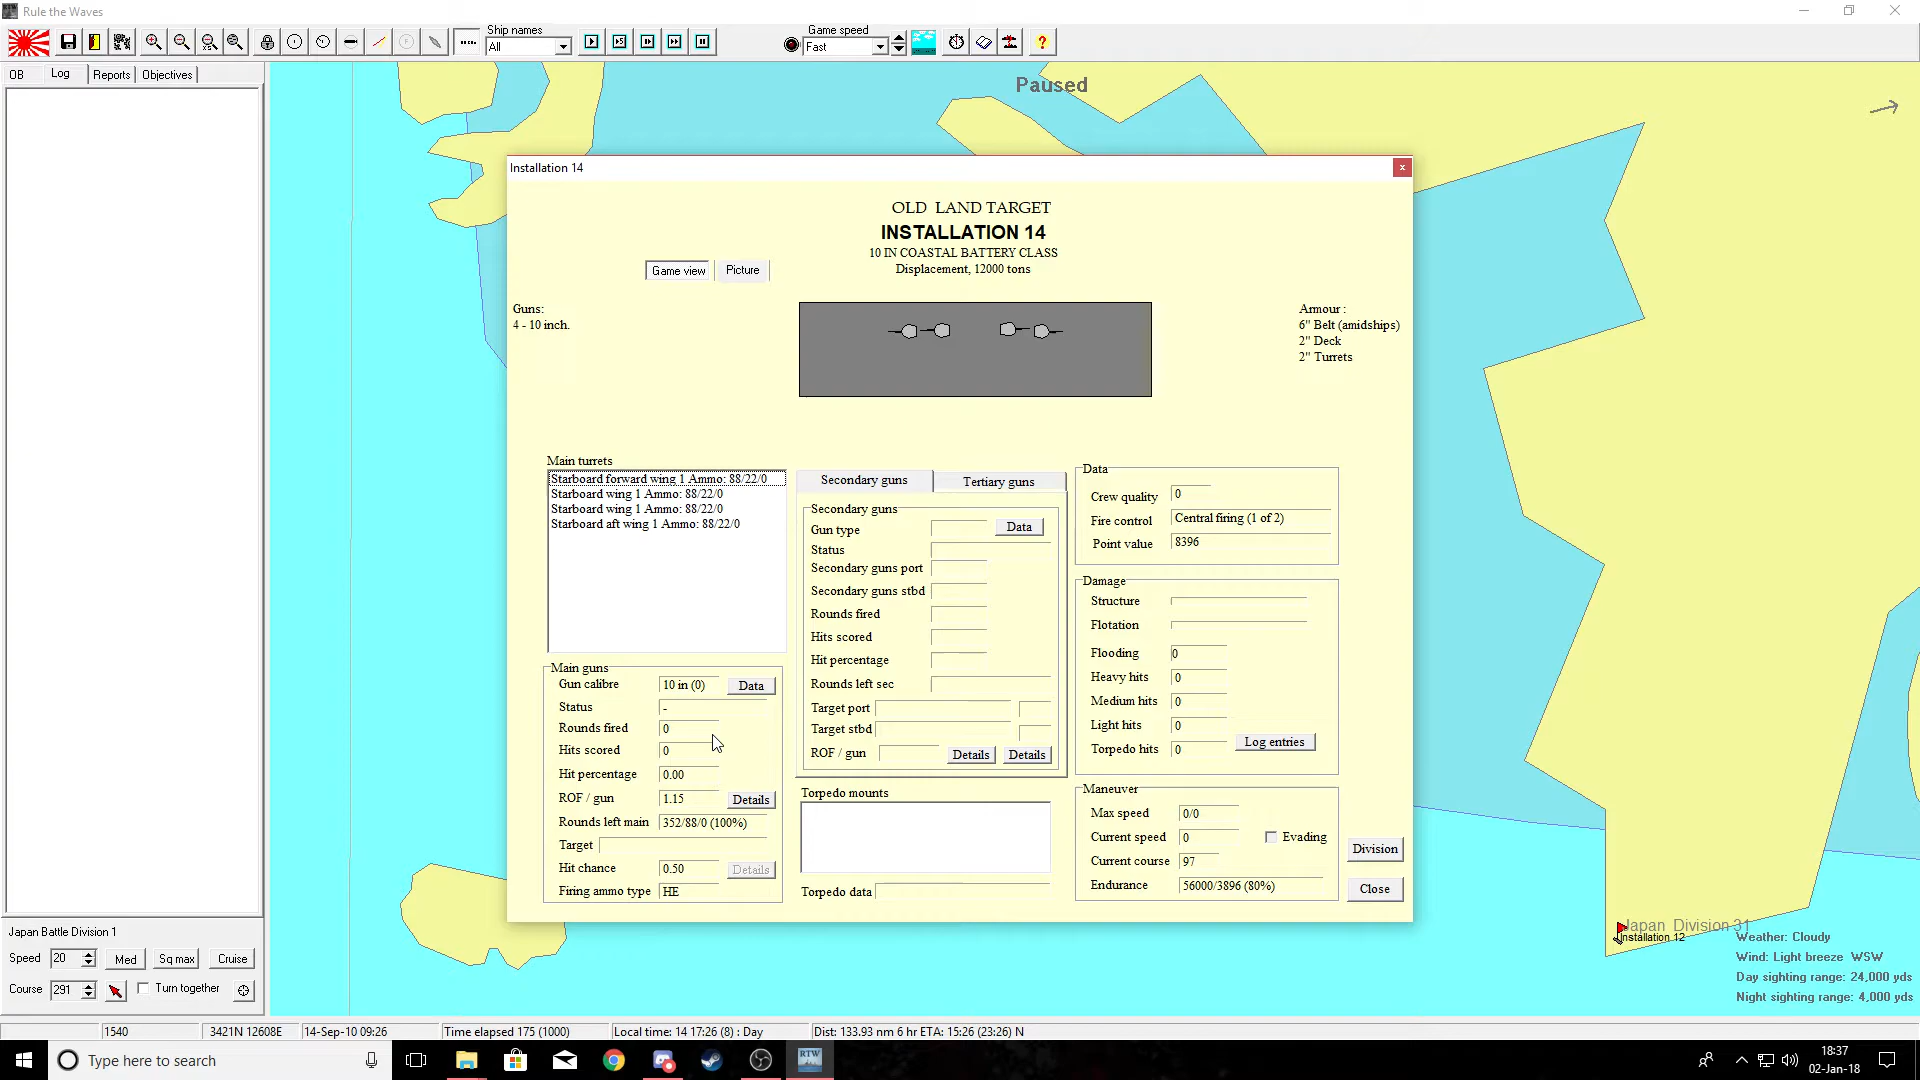 Rule the Waves
Ship names
All
Game speed
Fast
OB
Log
Reports
Objectives
Paused
Installation 14
OLD LAND TARGET
INSTALLATION 14
10 IN COASTAL BATTERY CLASS
Displacement, 12000 tons
Game view
Picture
Guns:
4 - 10 inch.
Armour :
6" Belt (amidships)
2" Deck
2" Turrets
Main turrets
Starboard forward wing 1 Ammo: 88/22/0
Starboard wing 1 Ammo: 88/22/0
Starboard wing 1 Ammo: 88/22/0
Starboard aft wing 1 Ammo: 88/22/0
Main guns
Gun calibre 10 in (0) Data
Status -
Rounds fired 0
Hits scored 0
Hit percentage 0.00
ROF / gun 1.15 Details
Rounds left main 352/88/0 (100%)
Target
Hit chance 0.50 Details
Firing ammo type HE
Secondary guns
Tertiary guns
Secondary guns
Gun type Data
Status
Secondary guns port
Secondary guns stbd
Rounds fired
Hits scored
Hit percentage
Rounds left sec
Target port
Target stbd
ROF / gun Details Details
Torpedo mounts
Torpedo data
Data
Crew quality 0
Fire control Central firing (1 of 2)
Point value 8396
Damage
Structure
Flotation
Flooding 0
Heavy hits 0
Medium hits 0
Light hits 0
Torpedo hits 0
Log entries
Maneuver
Max speed 0/0
Current speed 0 Evading
Current course 97
Endurance 56000/3896 (80%)
Division
Close
Japan Division 31
Installation 12
Weather: Cloudy
Wind: Light breeze WSW
Day sighting range: 24,000 yds
Night sighting range: 4,000 yds
Japan Battle Division 1
Speed 20 Med Sq max Cruise
Course 291 Turn together
1540
3421N 12608E
14-Sep-10 09:26
Time elapsed 175 (1000)
Local time: 14 17:26 (8) : Day
Dist: 133.93 nm 6 hr ETA: 15:26 (23:26) N
Type here to search
RTW
18:37
02-Jan-18